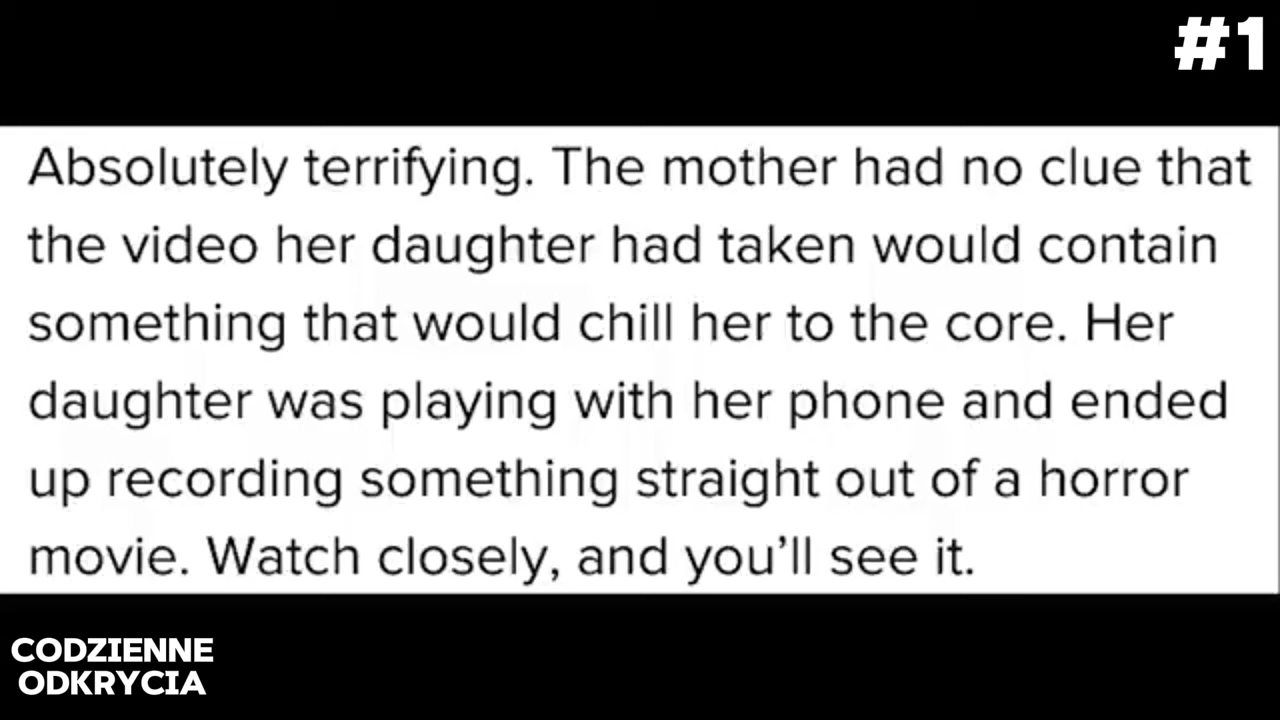 #1
Absolutely terrifying. The mother had no clue that
the video her daughter had taken would contain
something that would chill her to the core. Her
daughter was playing with her phone and ended
up recording something straight out of a horror
movie. Watch closely, and you’ll see it.
CODZIENNE
ODKRYCIA